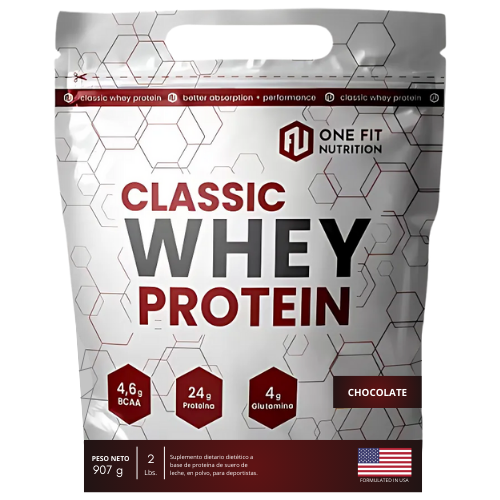 classic whey protein better absorption + performance classic whey protein
ONE FIT
NUTRITION
CLASSIC
WHEY
PROTEIN
4,6g
BCAA
24g
Proteína
4g
Glutamina
CHOCOLATE
PESO NETO
907 g
2
Lbs.
Suplemento dietario dietético a
base de proteína de suero de
leche, en polvo, para deportistas.
FORMULATED IN USA